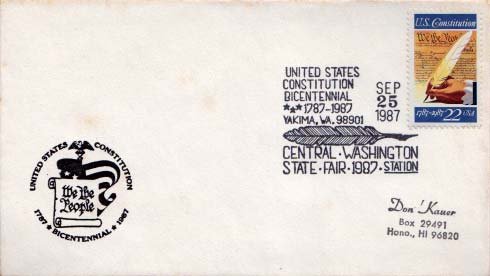 U.S. Constitution
We the People
1787-1987 22 USA
UNITED STATES
CONSTITUTION
BICENTENNIAL
★★1787-1987
YAKIMA, WA. 98901
SEP
25
1987
CENTRAL · WASHINGTON
STATE · FAIR · 1987 · STATION
UNITED STATES CONSTITUTION
We the
People
1787 ★ BICENTENNIAL ★ 1987
Don' Kauer
Box 29491
Hono., HI 96820